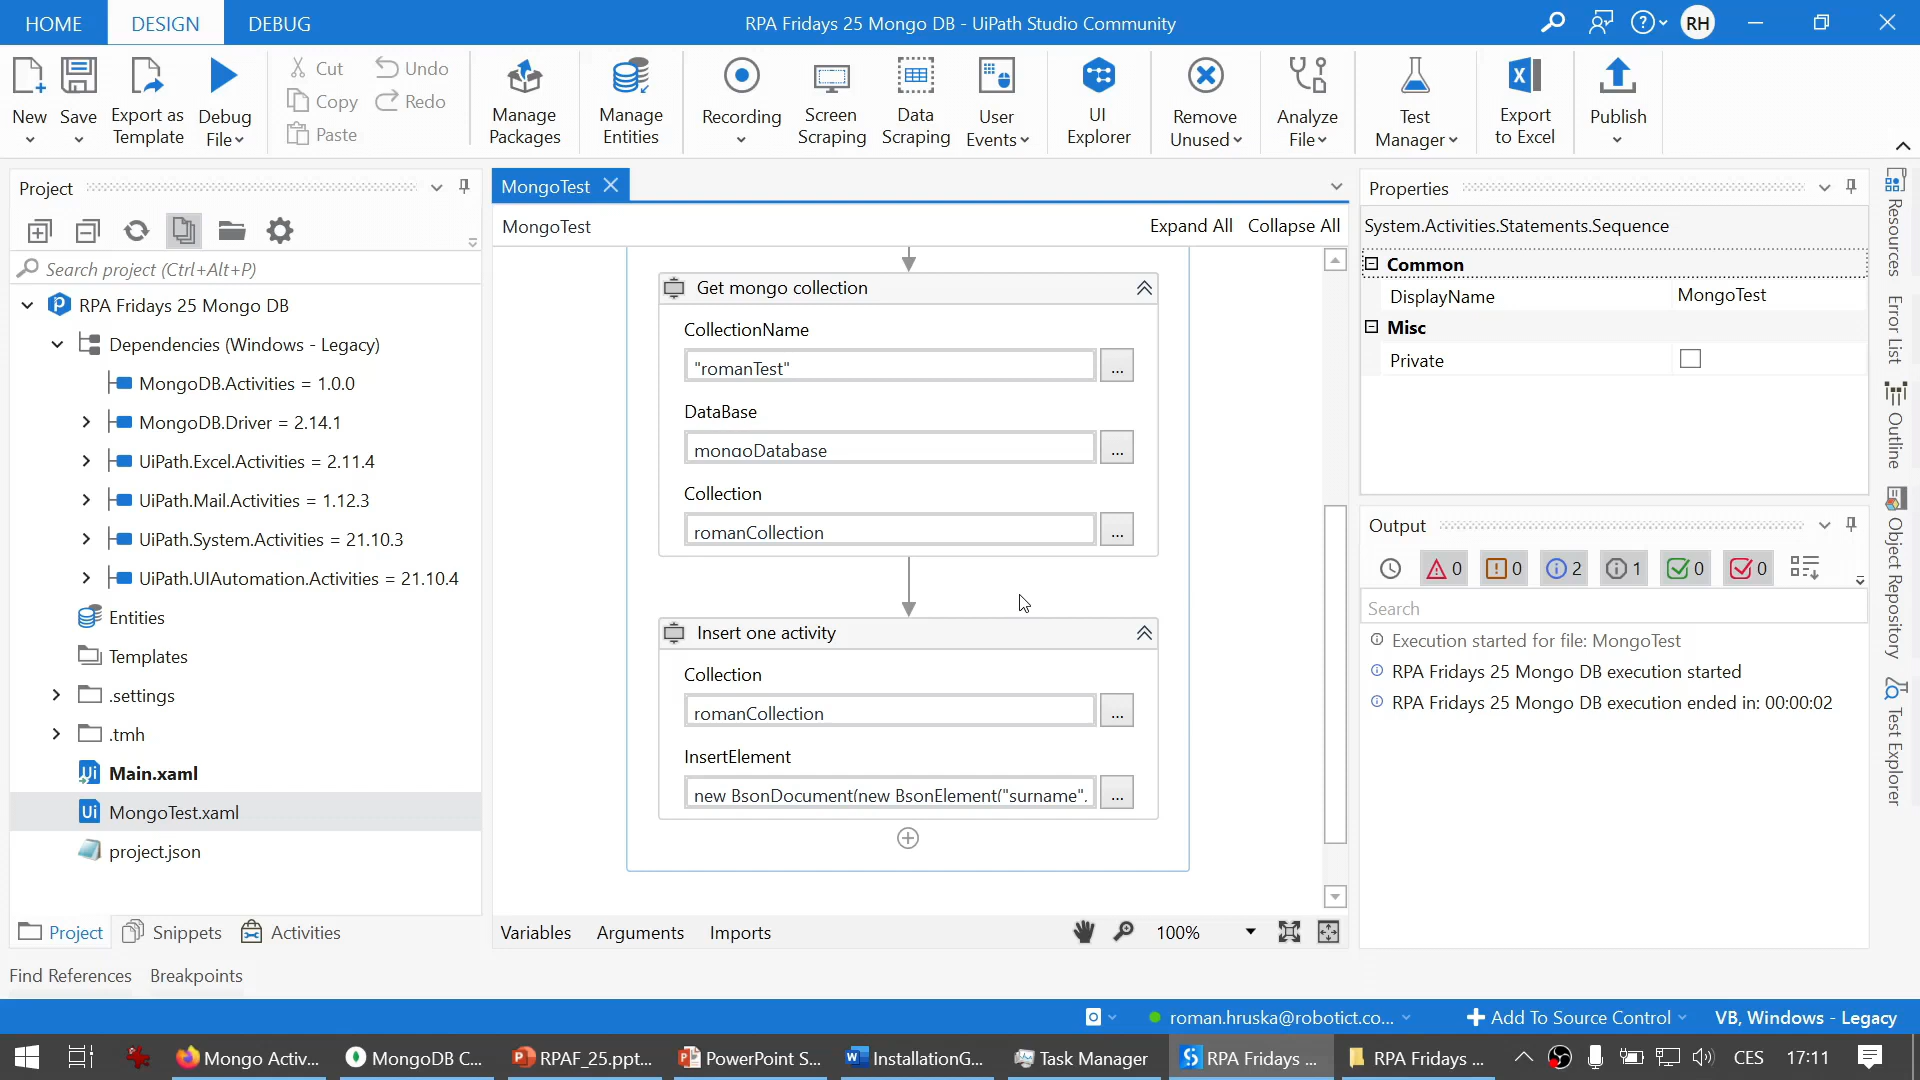 HOME DESIGN DEBUG RPA Fridays 25 Mongo DB - UiPath Studio Community RH
New
Save
Export as
Template
Debug
File
Cut
Copy
Paste
Undo
Redo
Manage
Packages
Manage
Entities
Recording
Screen
Scraping
Data
Scraping
User
Events
UI
Explorer
Remove
Unused
Analyze
File
Test
Manager
Export
to Excel
Publish
Project
Search project (Ctrl+Alt+P)
RPA Fridays 25 Mongo DB
Dependencies (Windows - Legacy)
MongoDB.Activities = 1.0.0
MongoDB.Driver = 2.14.1
UiPath.Excel.Activities = 2.11.4
UiPath.Mail.Activities = 1.12.3
UiPath.System.Activities = 21.10.3
UiPath.UIAutomation.Activities = 21.10.4
Entities
Templates
.settings
.tmh
Main.xaml
MongoTest.xaml
project.json
Project Snippets Activities
Find References Breakpoints
MongoTest
MongoTest Expand All Collapse All
Get mongo collection
CollectionName
"romanTest" ...
DataBase
mongoDatabase ...
Collection
romanCollection ...
Insert one activity
Collection
romanCollection ...
InsertElement
new BsonDocument(new BsonElement("surname", ...
Variables Arguments Imports 100%
Properties
System.Activities.Statements.Sequence
Common
DisplayName MongoTest
Misc
Private
Output
0 0 2 1 0 0
Search
Execution started for file: MongoTest
RPA Fridays 25 Mongo DB execution started
RPA Fridays 25 Mongo DB execution ended in: 00:00:02
Resources
Error List
Outline
Object Repository
Test Explorer
roman.hruska@robotict.co... Add To Source Control VB, Windows - Legacy
Mongo Activ... MongoDB C... RPAF_25.ppt... PowerPoint S... InstallationG... Task Manager RPA Fridays ... RPA Fridays ... CES 17:11